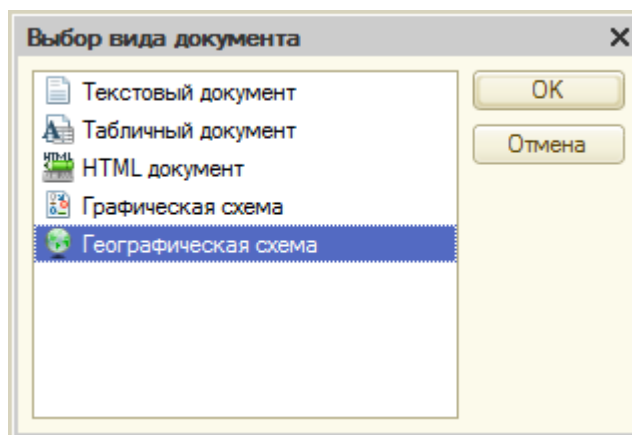 Выбор вида документа
Текстовый документ
Табличный документ
HTML документ
Графическая схема
Географическая схема
OK
Отмена